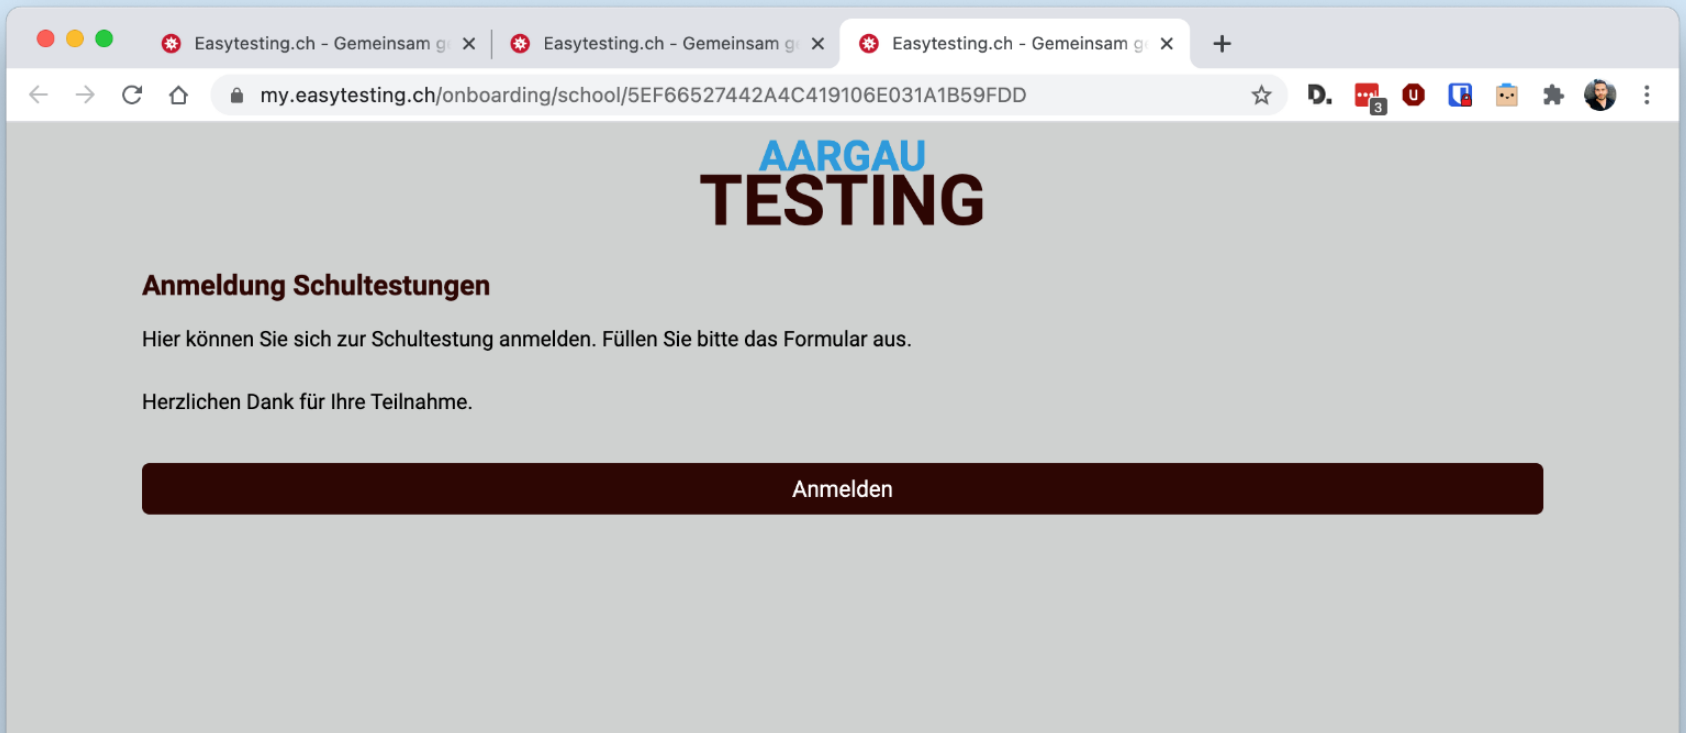 Easytesting.ch - Gemeinsam g
Easytesting.ch - Gemeinsam g
Easytesting.ch - Gemeinsam g
my.easytesting.ch/onboarding/school/5EF66527442A4C419106E031A1B59FDD
D.
3
U
AARGAU
TESTING
Anmeldung Schultestungen
Hier können Sie sich zur Schultestung anmelden. Füllen Sie bitte das Formular aus.
Herzlichen Dank für Ihre Teilnahme.
Anmelden